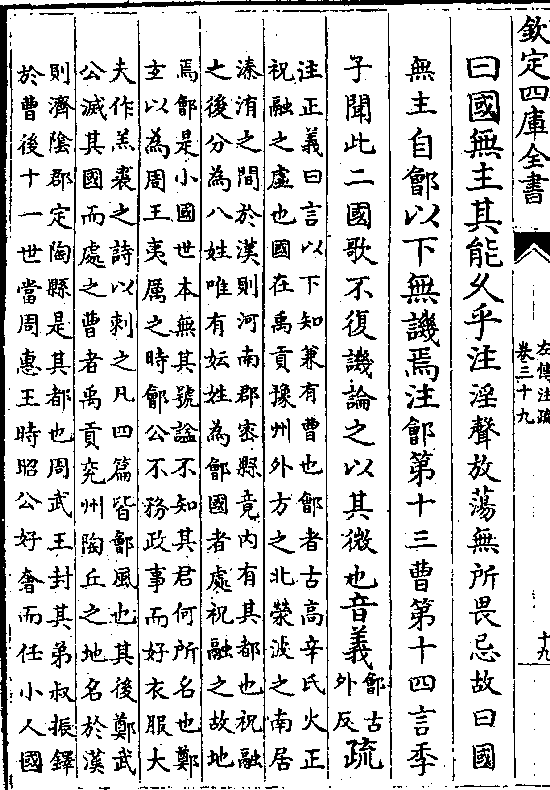 欽定四庫全書
左傳注疏
卷三十九
十九
曰國無主其能久乎注淫聲放蕩無所畏忌故曰國
無主自鄶以下無譏焉注鄶第十三曹第十四言季
子聞此二國歌不復譏論之以其微也音義鄶古外反疏
注正義曰言以下知兼有曹也鄶者古高辛氏火正
祝融之虛也國在禹貢豫州外方之北滎波之南居
溱洧之間於漢則河南郡密縣竟内有其都也祝融
之後分為八姓唯有妘姓為鄶國者處祝融之故地
焉鄶是小國世本無其號謚不知其君何所名也鄭
玄以為周王夷厲之時鄶公不務政事而好衣服大
夫作羔裘之詩以刺之凡四篇皆鄶風也其後鄭武
公滅其國而處之曹者禹貢兖州陶丘之地名於漢
則濟陰郡定陶縣是其都也周武王封其弟叔振鐸
於曹後十一世當周惠王時昭公好奢而任小人國